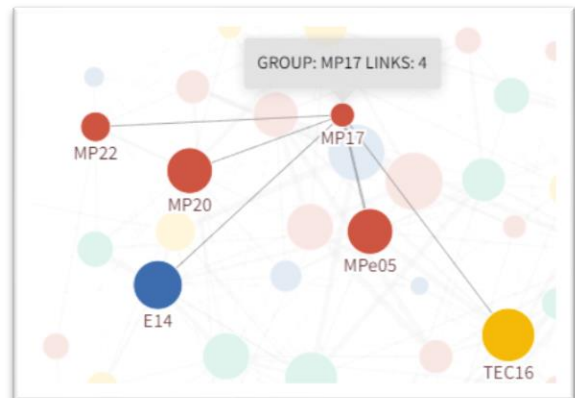 GROUP: MP17 LINKS: 4
MP17
MP22
MP20
MPe05
E14
TEC16